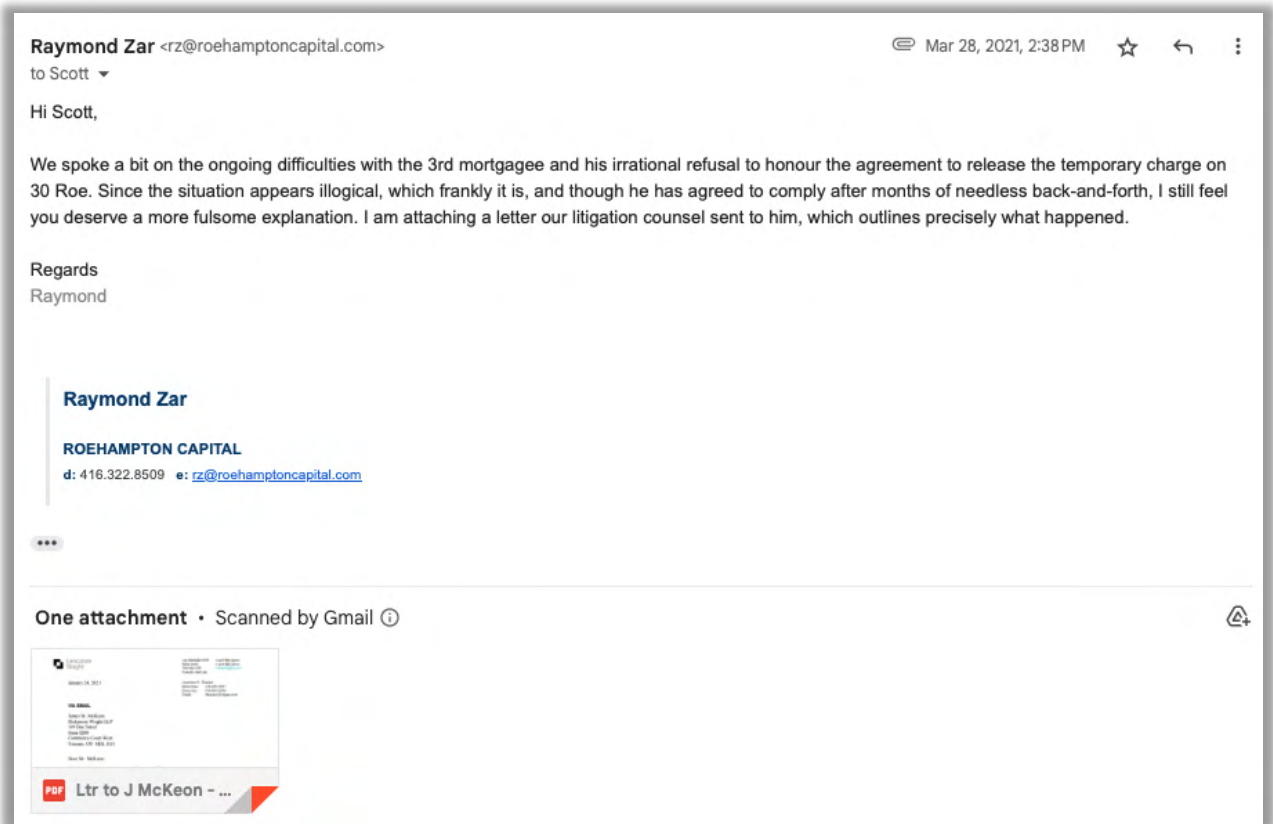 Raymond Zar <rz@roehamptoncapital.com>
Mar 28, 2021, 2:38 PM
to Scott
Hi Scott,
We spoke a bit on the ongoing difficulties with the 3rd mortgagee and his irrational refusal to honour the agreement to release the temporary charge on
30 Roe. Since the situation appears illogical, which frankly it is, and though he has agreed to comply after months of needless back-and-forth, I still feel
you deserve a more fulsome explanation. I am attaching a letter our litigation counsel sent to him, which outlines precisely what happened.
Regards
Raymond
Raymond Zar
ROEHAMPTON CAPITAL
d: 416.322.8509 e: rz@roehamptoncapital.com
One attachment • Scanned by Gmail
VIA EMAIL
PDF Ltr to J McKeon - ...